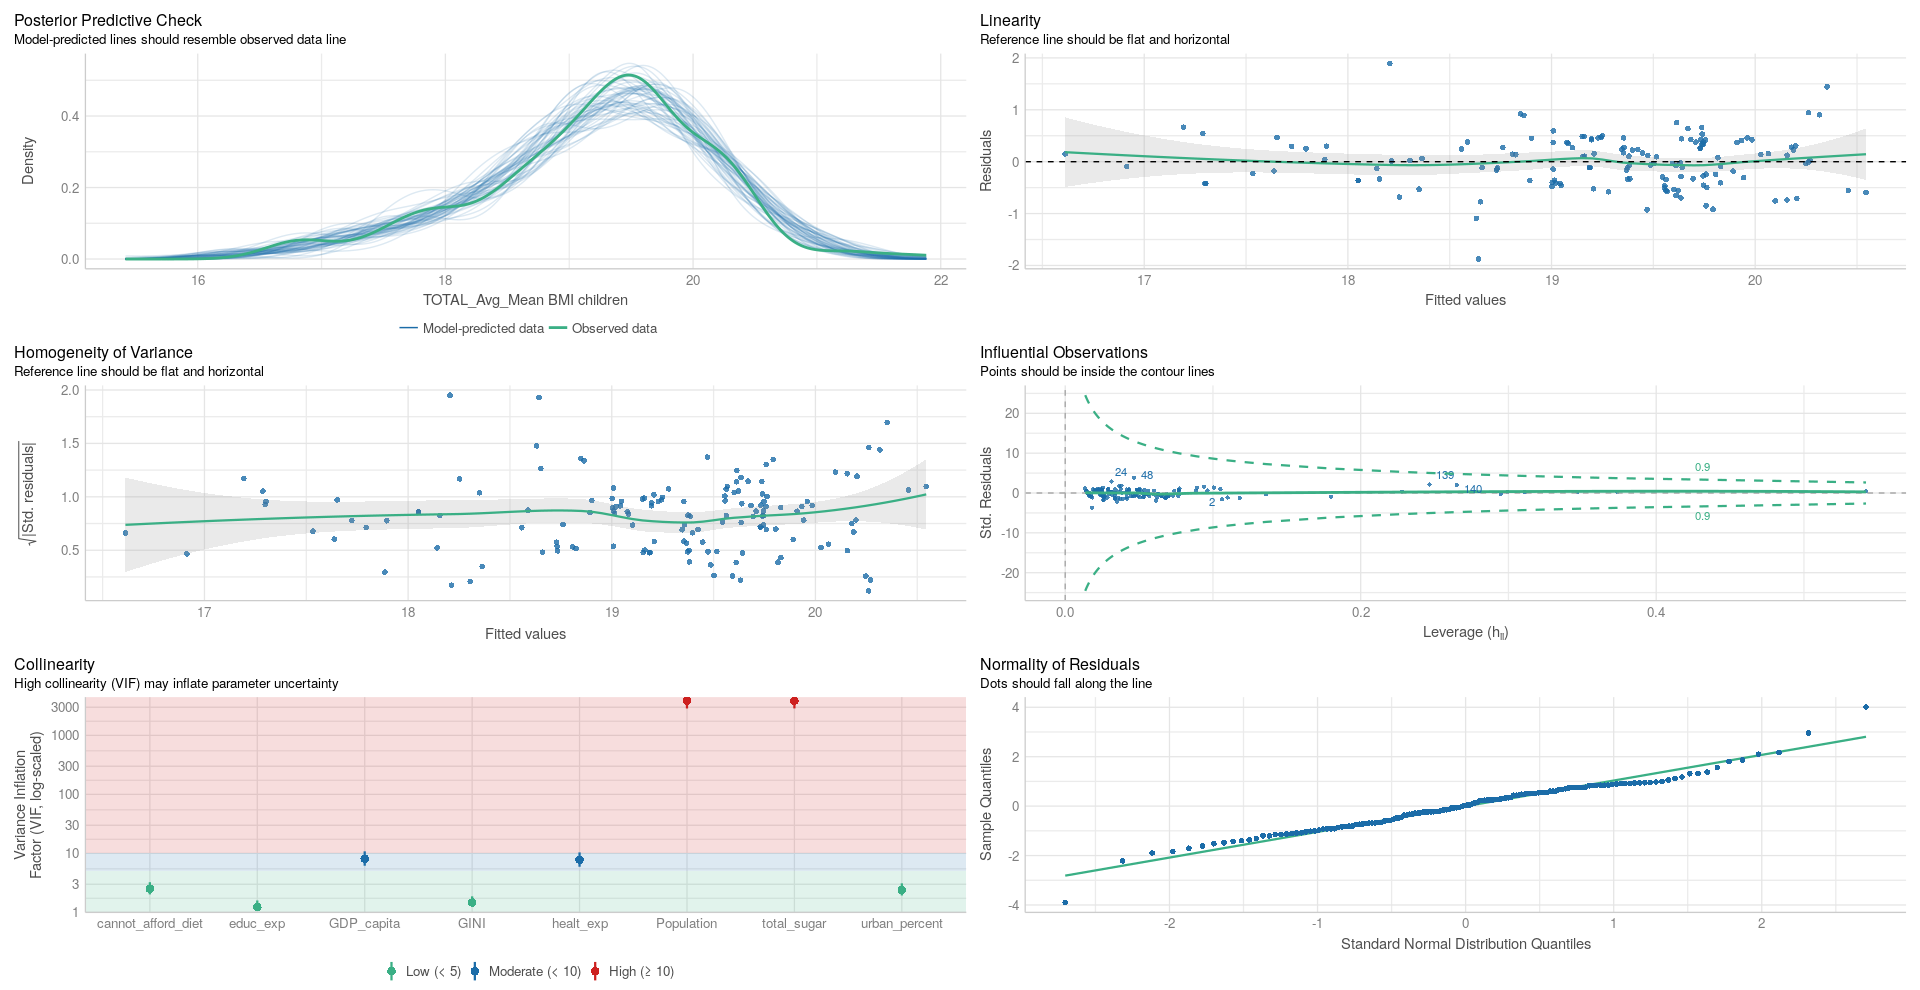 Posterior Predictive Check
Model-predicted lines should resemble observed data line
Density
0.4
0.2
0.0
16
18
20
22
TOTAL_Avg_Mean BMI children
Model-predicted data
Observed data
Linearity
Reference line should be flat and horizontal
Residuals
2
1
0
-1
-2
17
18
19
20
Fitted values
Homogeneity of Variance
Reference line should be flat and horizontal
√|Std. residuals|
2.0
1.5
1.0
0.5
17
18
19
20
Fitted values
Influential Observations
Points should be inside the contour lines
Std. Residuals
20
10
0
-10
-20
24
48
2
139
140
0.9
0.9
0.0
0.2
0.4
Leverage (hii)
Collinearity
High collinearity (VIF) may inflate parameter uncertainty
Variance Inflation
Factor (VIF, log-scaled)
3000
1000
300
100
30
10
3
1
cannot_afford_diet
educ_exp
GDP_capita
GINI
healt_exp
Population
total_sugar
urban_percent
Low (< 5)
Moderate (< 10)
High (≥ 10)
Normality of Residuals
Dots should fall along the line
Sample Quantiles
4
2
0
-2
-4
-2
-1
0
1
2
Standard Normal Distribution Quantiles